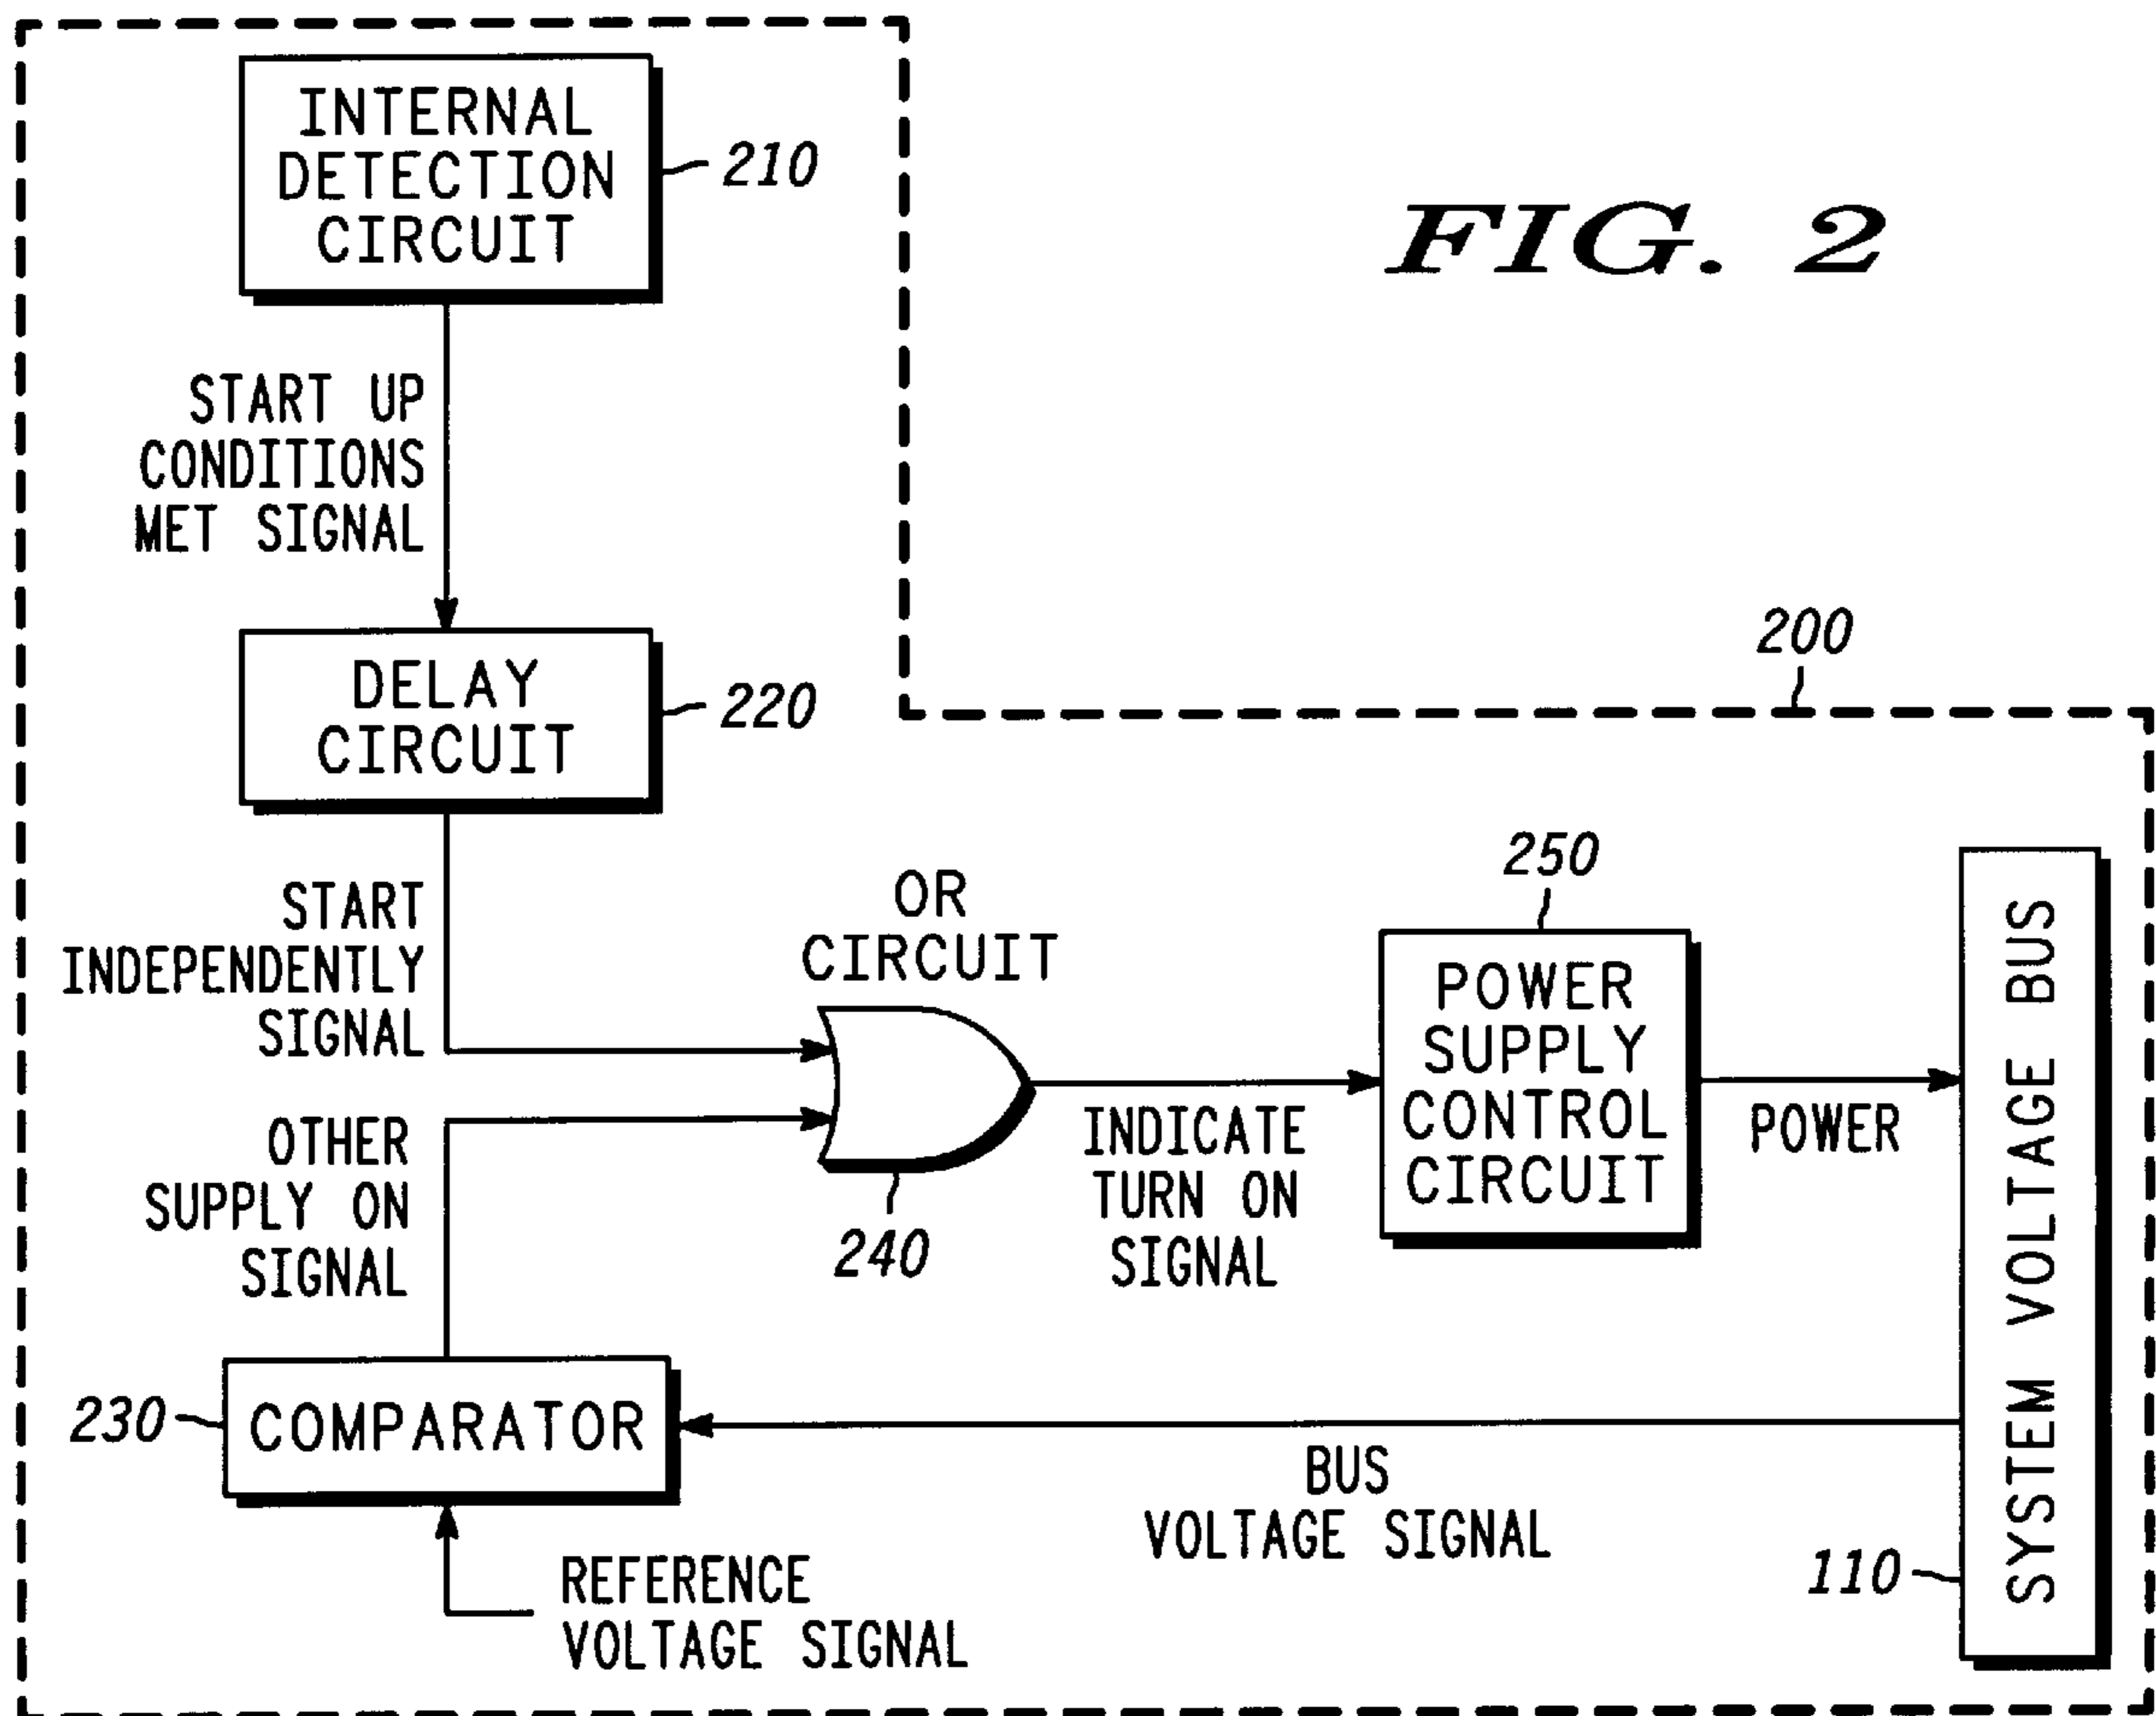 INTERNAL
DETECTION
CIRCUIT
210
FIG. 2
START UP
CONDITIONS
MET SIGNAL
200
DELAY
CIRCUIT
220
START
INDEPENDENTLY
SIGNAL
OR
CIRCUIT
240
250
POWER
SUPPLY
CONTROL
CIRCUIT
INDICATE
TURN ON
SIGNAL
POWER
SYSTEM VOLTAGE BUS
110
OTHER
SUPPLY ON
SIGNAL
230
COMPARATOR
BUS
VOLTAGE SIGNAL
REFERENCE
VOLTAGE SIGNAL